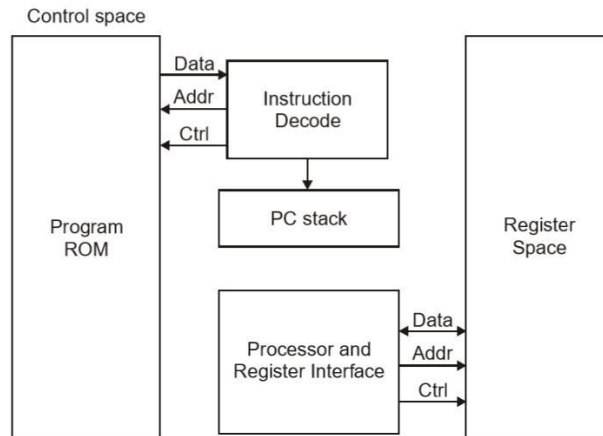 Control space
Data
Addr
Ctrl
Instruction
Decode
PC stack
Program
ROM
Register
Space
Processor and
Register Interface
Data
Addr
Ctrl